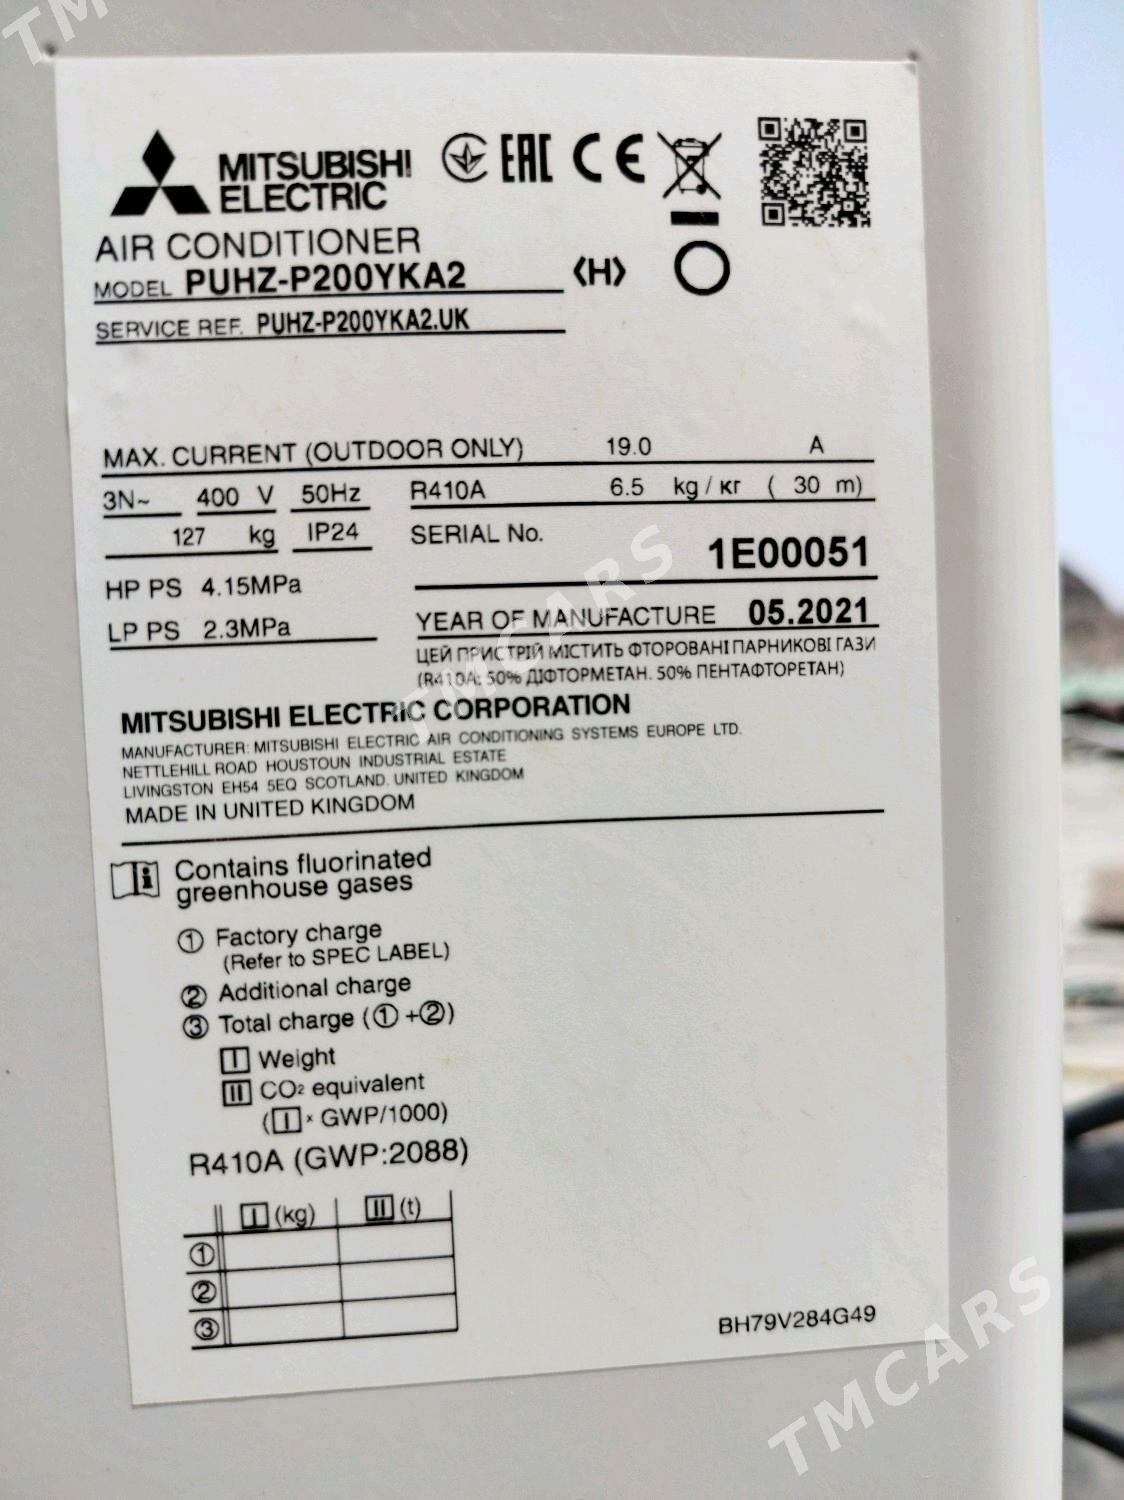 TMCARS
MITSUBISHI
ELECTRIC
EAC CE
AIR CONDITIONER
MODEL PUHZ-P200YKA2
<H>
SERVICE REF. PUHZ-P200YKA2.UK
MAX. CURRENT (OUTDOOR ONLY) 19.0 A
3N~ 400 V 50Hz R410A 6.5 kg / кг ( 30 m)
127 kg IP24 SERIAL No. 1E00051
HP PS 4.15MPa
LP PS 2.3MPa YEAR OF MANUFACTURE 05.2021
ЦЕЙ ПРИСТРІЙ МІСТИТЬ ФТОРОВАНІ ПАРНИКОВІ ГАЗИ
(R410A: 50% ДІФТОРМЕТАН. 50% ПЕНТАФТОРЕТАН)
TMCARS
MITSUBISHI ELECTRIC CORPORATION
MANUFACTURER: MITSUBISHI ELECTRIC AIR CONDITIONING SYSTEMS EUROPE LTD.
NETTLEHILL ROAD HOUSTOUN INDUSTRIAL ESTATE
LIVINGSTON EH54 5EQ SCOTLAND. UNITED KINGDOM
MADE IN UNITED KINGDOM
Contains fluorinated
greenhouse gases
① Factory charge
(Refer to SPEC LABEL)
② Additional charge
③ Total charge (①+②)
I Weight
II CO2 equivalent
(I × GWP/1000)
R410A (GWP:2088)
I (kg) II (t)
①
②
③
BH79V284G49
TMCARS